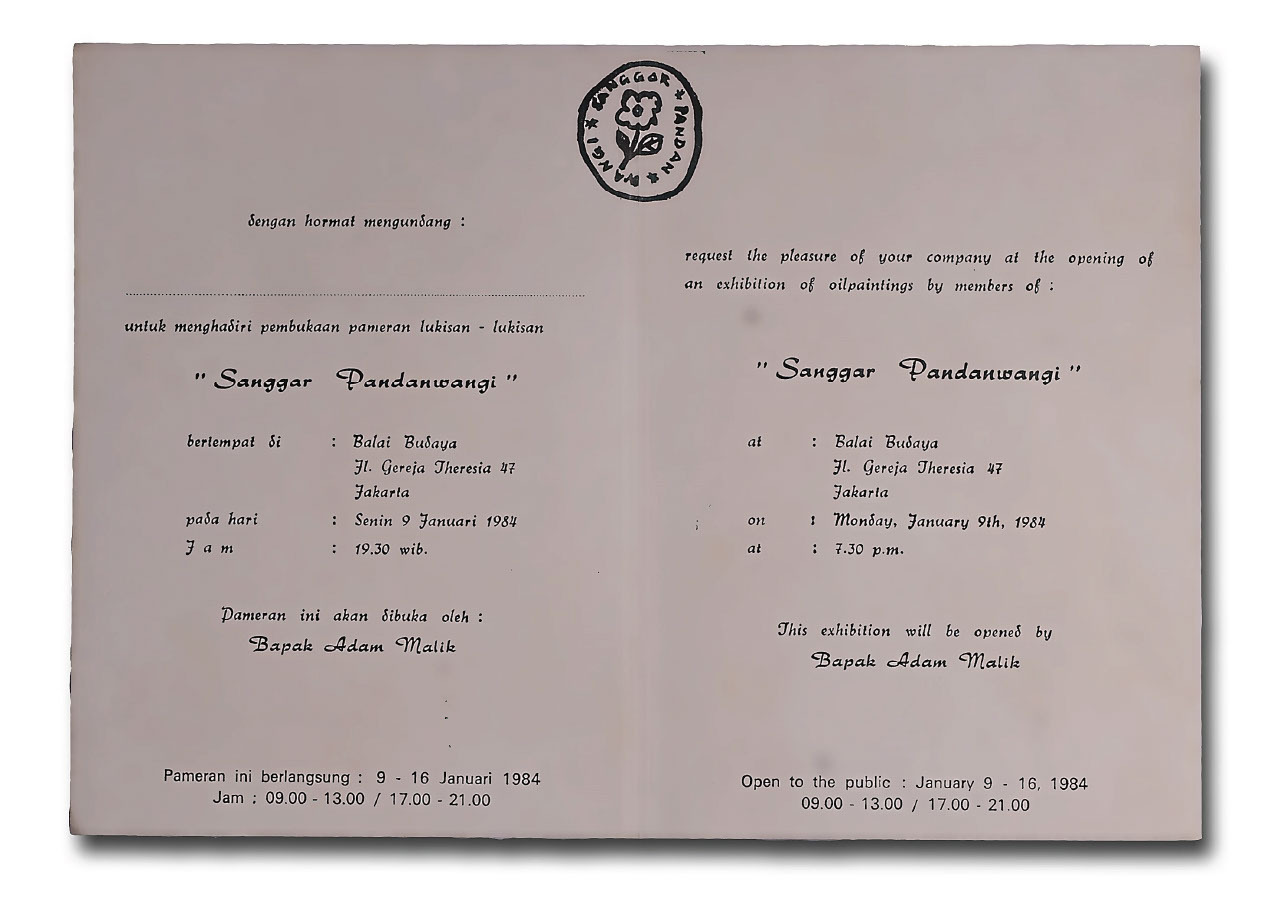 SANGGAR * PANDAN * WANGI *
dengan hormat mengundang :
untuk menghadiri pembukaan pameran lukisan - lukisan
" Sanggar Pandanwangi "
bertempat di : Balai Budaya
Jl. Gereja Theresia 47
Jakarta
pada hari : Senin 9 Januari 1984
J a m : 19.30 wib.
Pameran ini akan dibuka oleh :
Bapak Adam Malik
Pameran ini berlangsung : 9 - 16 Januari 1984
Jam : 09.00 - 13.00 / 17.00 - 21.00
request the pleasure of your company at the opening of
an exhibition of oilpaintings by members of :
" Sanggar Pandanwangi "
at : Balai Budaya
Jl. Gereja Theresia 47
Jakarta
on : Monday, January 9th, 1984
at : 7.30 p.m.
This exhibition will be opened by
Bapak Adam Malik
Open to the public : January 9 - 16, 1984
09.00 - 13.00 / 17.00 - 21.00